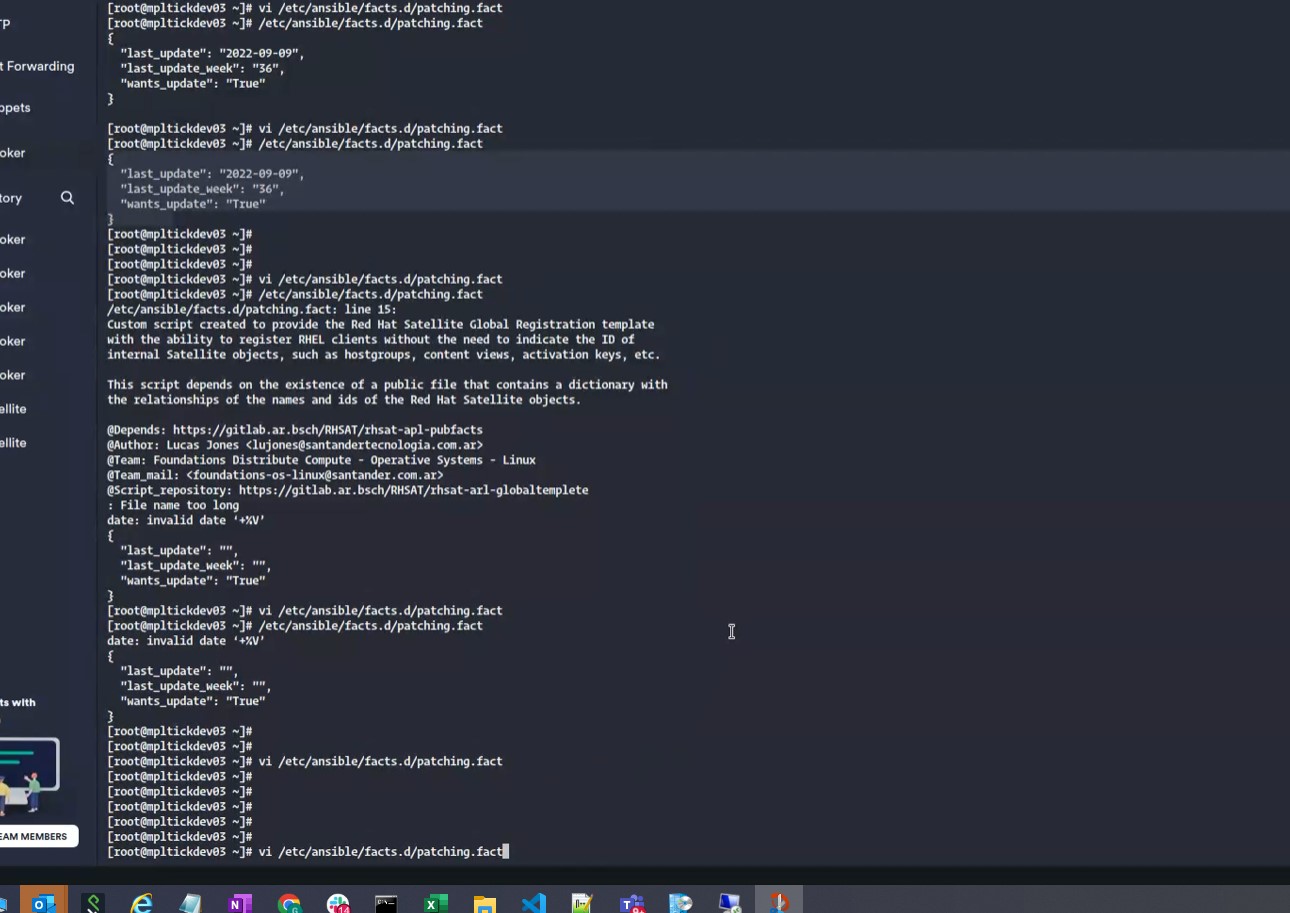 TP
t Forwarding
ppets
oker
tory
oker
oker
oker
oker
oker
ellite
ellite
ts with
EAM MEMBERS
[root@mpltickdev03 ~]# vi /etc/ansible/facts.d/patching.fact
[root@mpltickdev03 ~]# /etc/ansible/facts.d/patching.fact
{
  "last_update": "2022-09-09",
  "last_update_week": "36",
  "wants_update": "True"
}
[root@mpltickdev03 ~]# vi /etc/ansible/facts.d/patching.fact
[root@mpltickdev03 ~]# /etc/ansible/facts.d/patching.fact
{
  "last_update": "2022-09-09",
  "last_update_week": "36",
  "wants_update": "True"
}
[root@mpltickdev03 ~]#
[root@mpltickdev03 ~]#
[root@mpltickdev03 ~]#
[root@mpltickdev03 ~]# vi /etc/ansible/facts.d/patching.fact
[root@mpltickdev03 ~]# /etc/ansible/facts.d/patching.fact
/etc/ansible/facts.d/patching.fact: line 15:
Custom script created to provide the Red Hat Satellite Global Registration template
with the ability to register RHEL clients without the need to indicate the ID of
internal Satellite objects, such as hostgroups, content views, activation keys, etc.
This script depends on the existence of a public file that contains a dictionary with
the relationships of the names and ids of the Red Hat Satellite objects.
@Depends: https://gitlab.ar.bsch/RHSAT/rhsat-apl-pubfacts
@Author: Lucas Jones <lujones@santandertecnologia.com.ar>
@Team: Foundations Distribute Compute - Operative Systems - Linux
@Team_mail: <foundations-os-linux@santander.com.ar>
@Script_repository: https://gitlab.ar.bsch/RHSAT/rhsat-arl-globaltemplete
: File name too long
date: invalid date ‘+%V’
{
  "last_update": "",
  "last_update_week": "",
  "wants_update": "True"
}
[root@mpltickdev03 ~]# vi /etc/ansible/facts.d/patching.fact
[root@mpltickdev03 ~]# /etc/ansible/facts.d/patching.fact
date: invalid date ‘+%V’
{
  "last_update": "",
  "last_update_week": "",
  "wants_update": "True"
}
[root@mpltickdev03 ~]#
[root@mpltickdev03 ~]#
[root@mpltickdev03 ~]# vi /etc/ansible/facts.d/patching.fact
[root@mpltickdev03 ~]#
[root@mpltickdev03 ~]#
[root@mpltickdev03 ~]#
[root@mpltickdev03 ~]#
[root@mpltickdev03 ~]#
[root@mpltickdev03 ~]# vi /etc/ansible/facts.d/patching.fact
14
9+